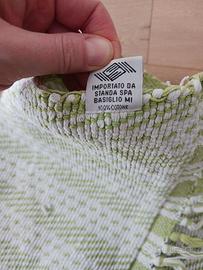 IMPORTATO DA
STANDA SPA
BASIGLIO MI
100% COTONE